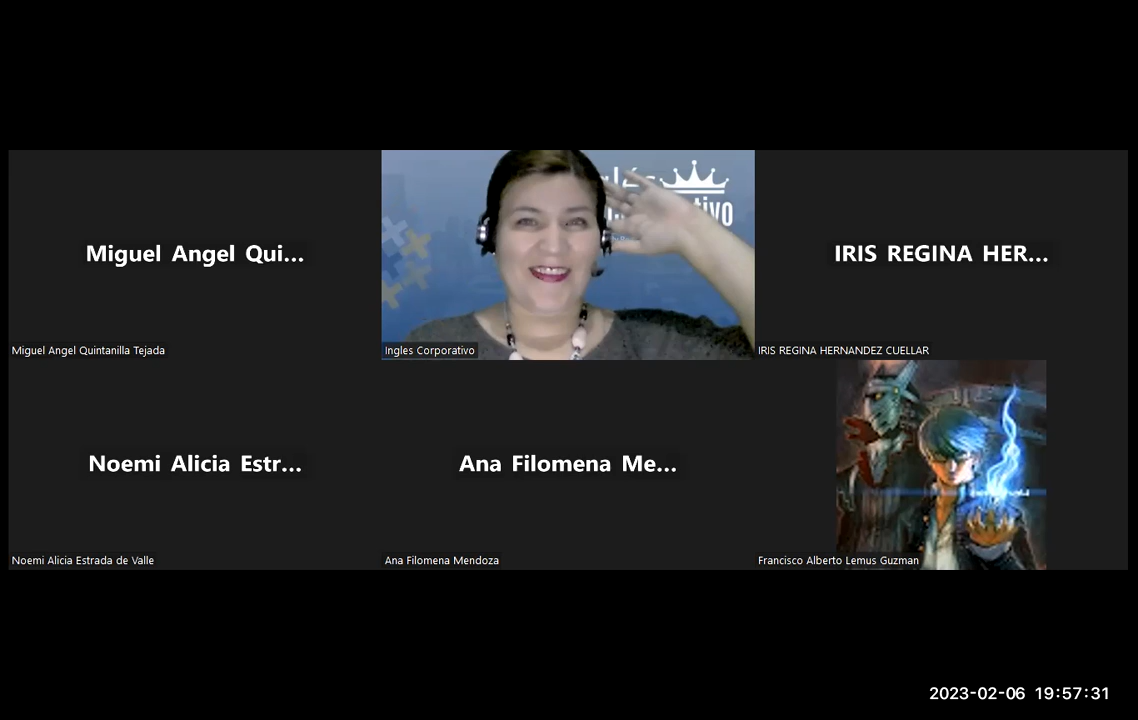 Miguel Angel Qui...
Miguel Angel Quintanilla Tejada
Ingles Corporativo
IRIS REGINA HER...
IRIS REGINA HERNANDEZ CUELLAR
Noemi Alicia Estr...
Noemi Alicia Estrada de Valle
Ana Filomena Me...
Ana Filomena Mendoza
Francisco Alberto Lemus Guzman
2023-02-06 19:57:31